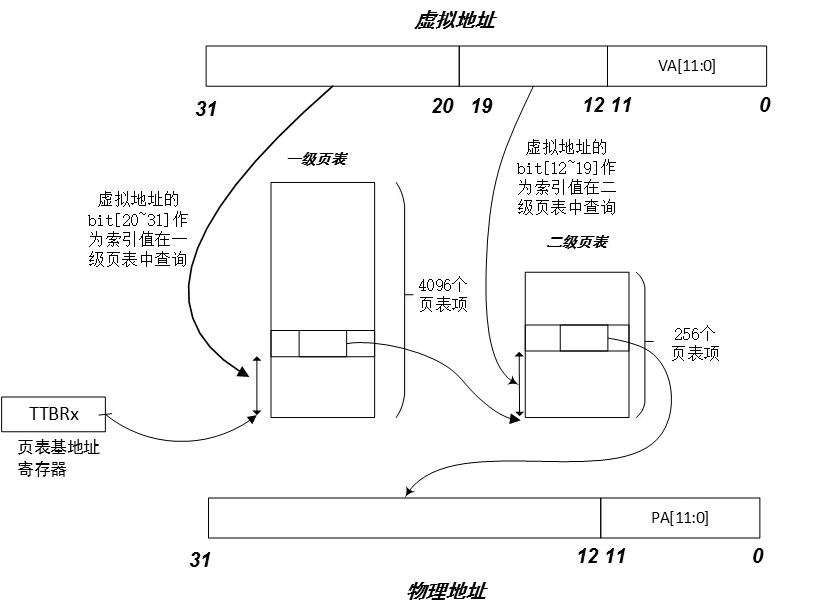 虚拟地址
VA[11:0]
31
20
19
12
11
0
一级页表
虚拟地址的
bit[20~31]作
为索引值在一
级页表中查询
虚拟地址的
bit[12~19]作
为索引值在二
级页表中查询
二级页表
4096个
页表项
256个
页表项
TTBRx
页表基地址
寄存器
PA[11:0]
31
12
11
0
物理地址